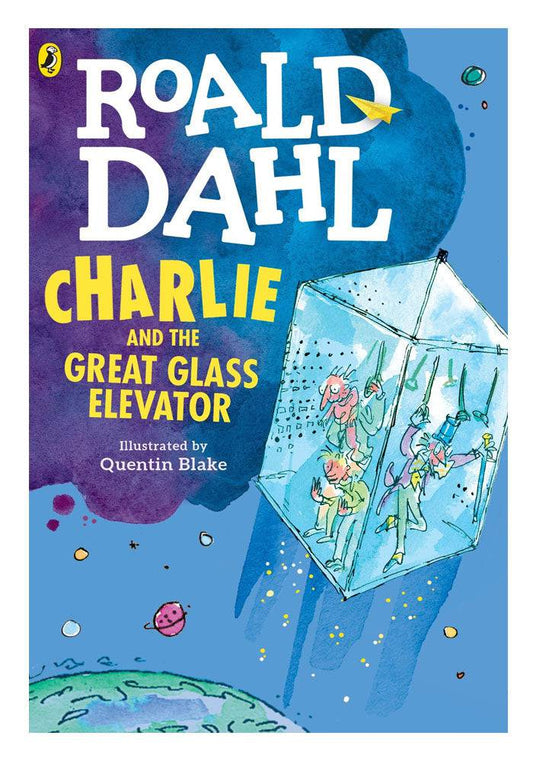 ROALD
DAHL
CHARLIE
AND THE
GREAT GLASS
ELEVATOR
Illustrated by
Quentin Blake